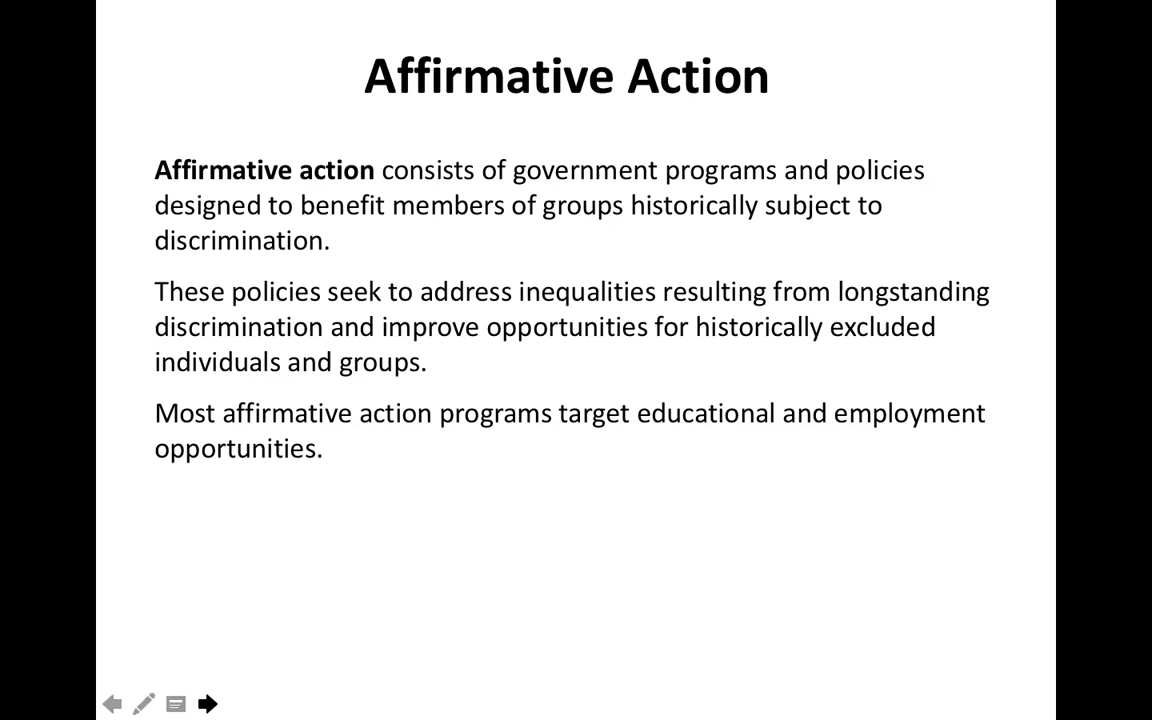 Affirmative Action
Affirmative action consists of government programs and policies
designed to benefit members of groups historically subject to
discrimination.
These policies seek to address inequalities resulting from longstanding
discrimination and improve opportunities for historically excluded
individuals and groups.
Most affirmative action programs target educational and employment
opportunities.